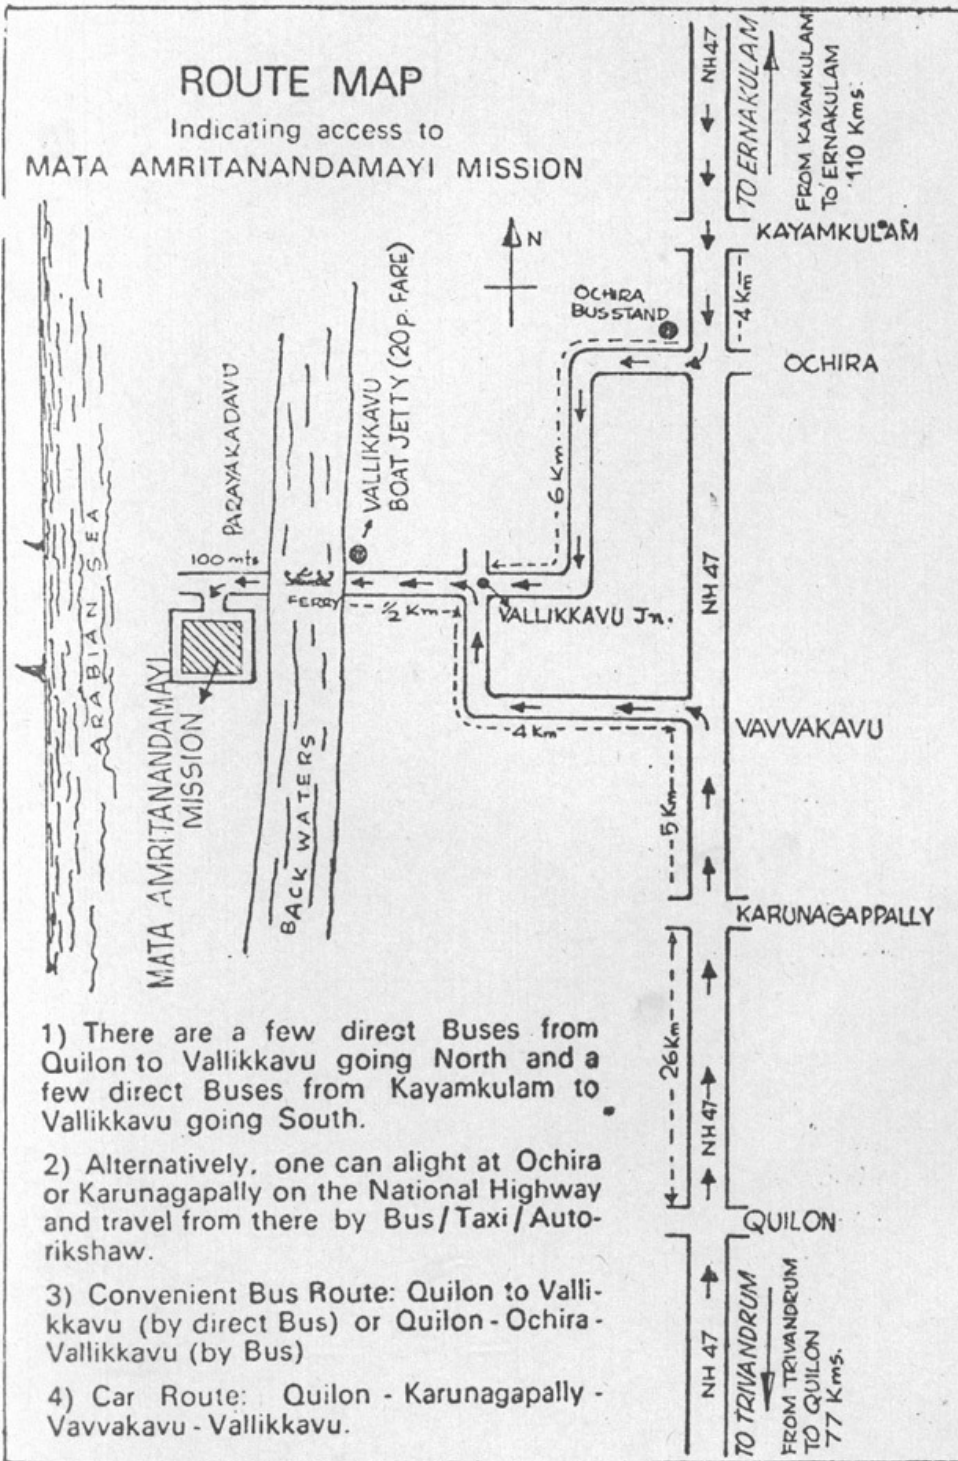 ROUTE MAP
Indicating access to
MATA AMRITANANDAMAYI MISSION
NH 47
TO ERNAKULAM
FROM KAYAMKULAM
TO ERNAKULAM
110 Kms.
KAYAMKULAM
4 Km
N
OCHIRA
BUS STAND
OCHIRA
6 Km
VALLIKKAVU
BOAT JETTY (20p. FARE)
PARAYAKADAVU
ARABIAN SEA
100 mts
FERRY
1/2 Km
VALLIKKAVU Jn.
NH 47
MATA AMRITANANDAMAYI
MISSION
BACK WATERS
4 Km
VAVVAKAVU
5 Km
KARUNAGAPPALLY
26 Km
NH 47
QUILON
NH 47
TO TRIVANDRUM
FROM TRIVANDRUM
TO QUILON
77 Kms.
1) There are a few direct Buses from
Quilon to Vallikkavu going North and a
few direct Buses from Kayamkulam to
Vallikkavu going South.
2) Alternatively, one can alight at Ochira
or Karunagapally on the National Highway
and travel from there by Bus/Taxi/Auto-
rikshaw.
3) Convenient Bus Route: Quilon to Valli-
kkavu (by direct Bus) or Quilon - Ochira -
Vallikkavu (by Bus)
4) Car Route: Quilon - Karunagapally -
Vavvakavu - Vallikkavu.